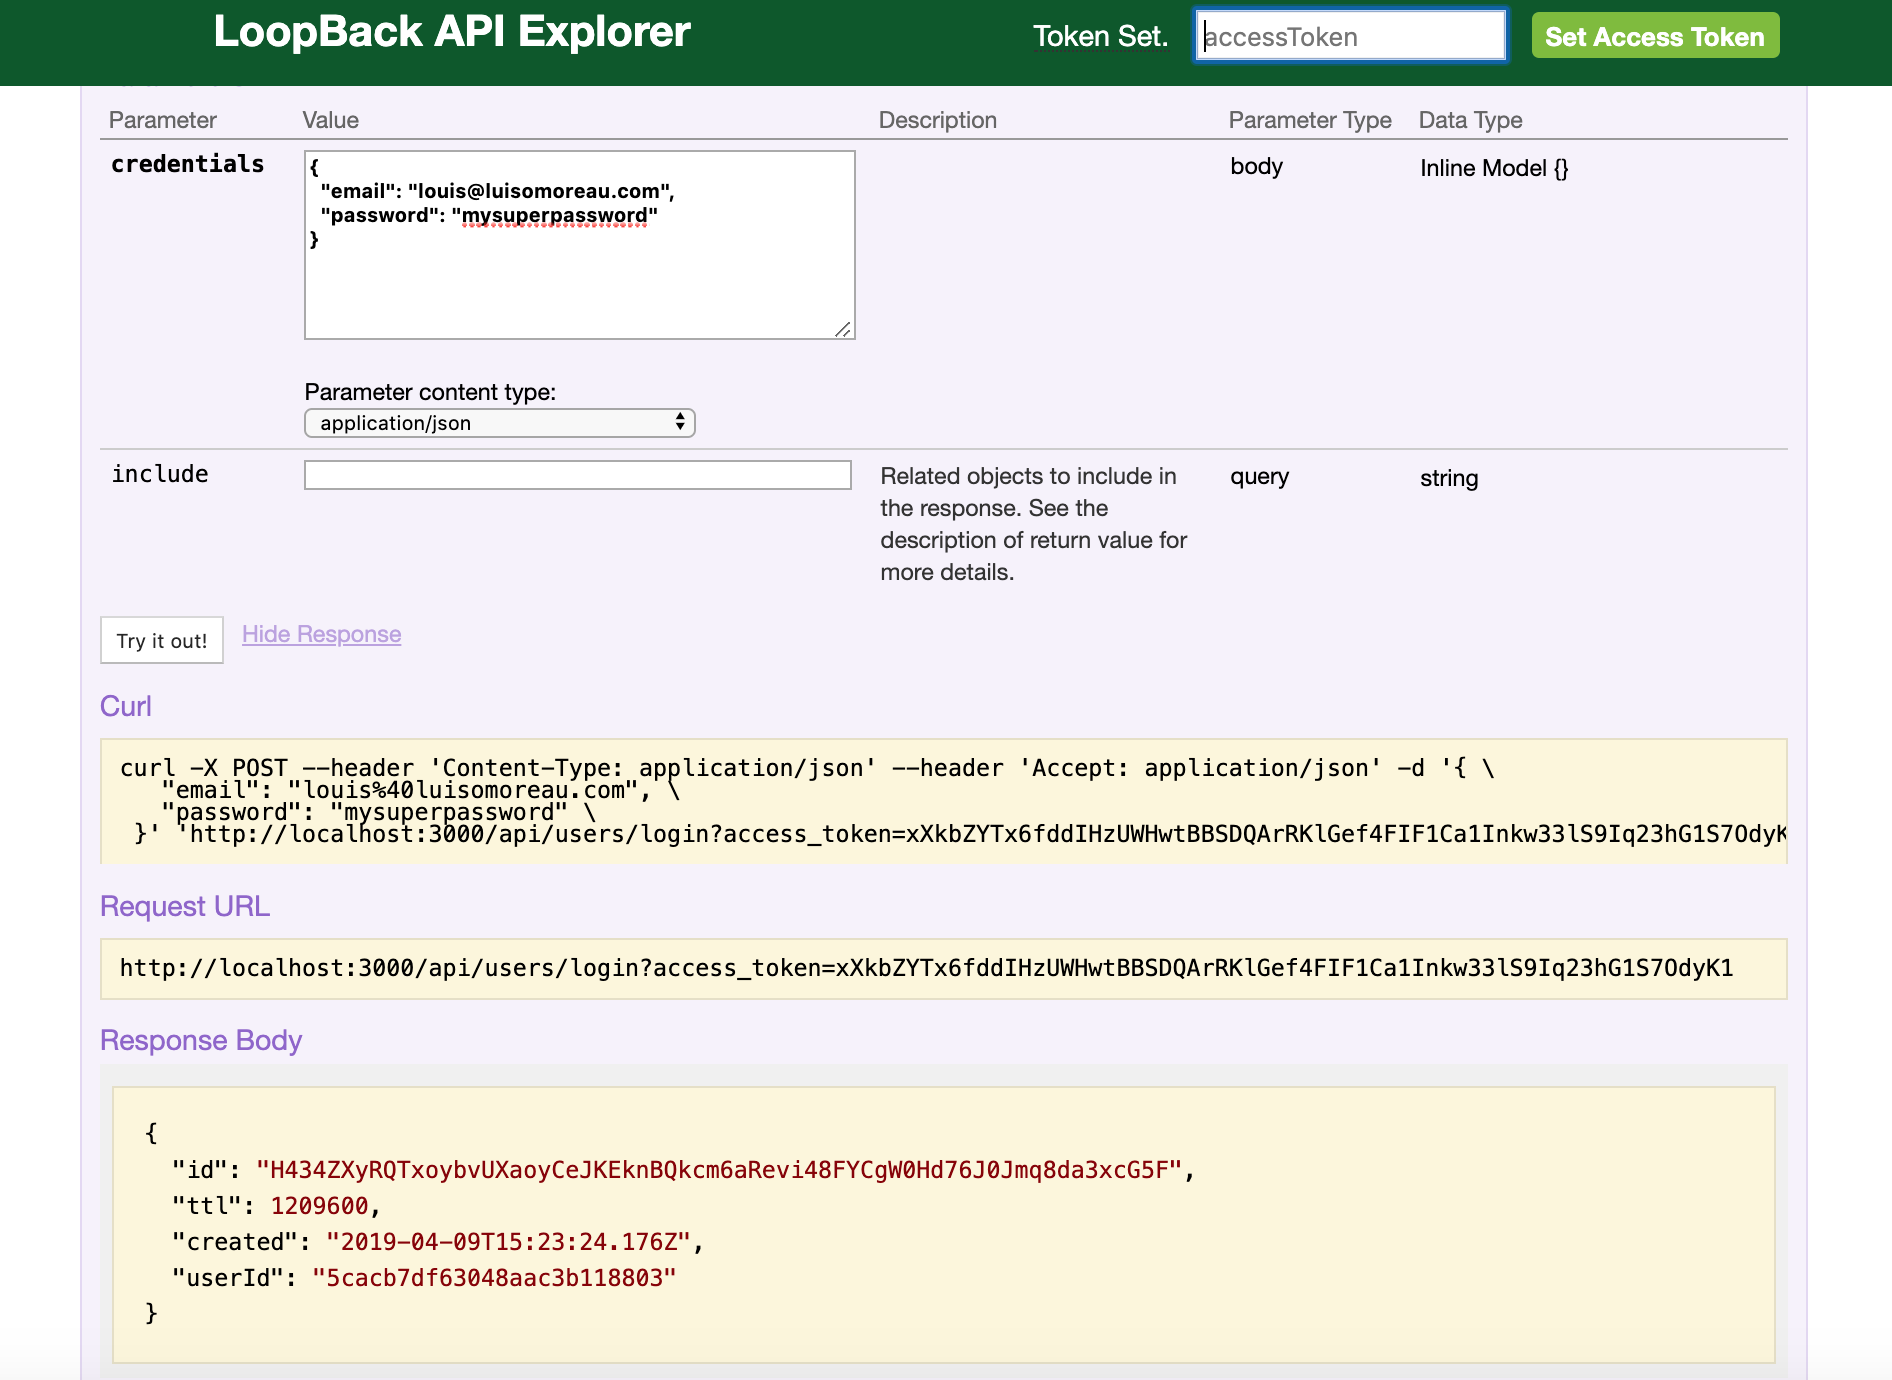 LoopBack API Explorer
Token Set.
accessToken
Set Access Token
Parameter Value Description Parameter Type Data Type
credentials
{
"email": "louis@luisomoreau.com",
"password": "mysuperpassword"
}
body
Inline Model {}
Parameter content type:
application/json
include
Related objects to include in
the response. See the
description of return value for
more details.
query
string
Try it out!
Hide Response
Curl
curl -X POST --header 'Content-Type: application/json' --header 'Accept: application/json' -d '{ \
"email": "louis%40luisomoreau.com", \
"password": "mysuperpassword" \
}' 'http://localhost:3000/api/users/login?access_token=xXkbZYTx6fddIHzUWHwtBBSDQArRKlGef4FIF1Ca1Inkw33lS9Iq23hG1S7OdyK
Request URL
http://localhost:3000/api/users/login?access_token=xXkbZYTx6fddIHzUWHwtBBSDQArRKlGef4FIF1Ca1Inkw33lS9Iq23hG1S7OdyK1
Response Body
{
"id": "H434ZXyRQTxoybvUXaoyCeJKEknBQkcm6aRevi48FYCgW0Hd76J0Jmq8da3xcG5F",
"ttl": 1209600,
"created": "2019-04-09T15:23:24.176Z",
"userId": "5cacb7df63048aac3b118803"
}